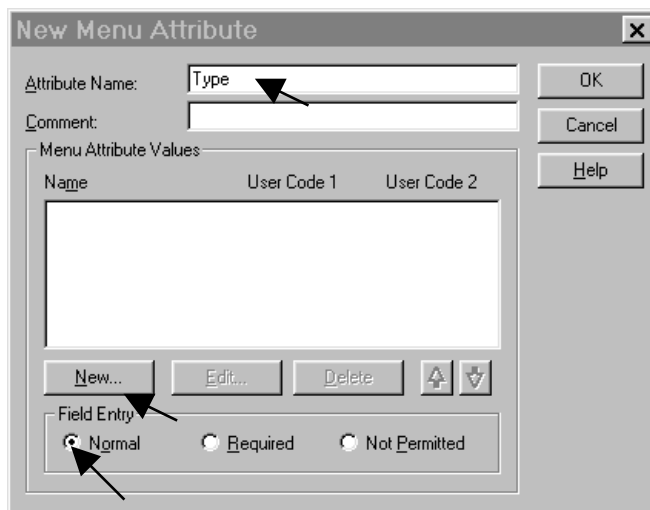 New Menu Attribute
Attribute Name: Type OK
Comment: Cancel
Menu Attribute Values Help
Name User Code 1 User Code 2
New... Edit... Delete
Field Entry
Normal Required Not Permitted